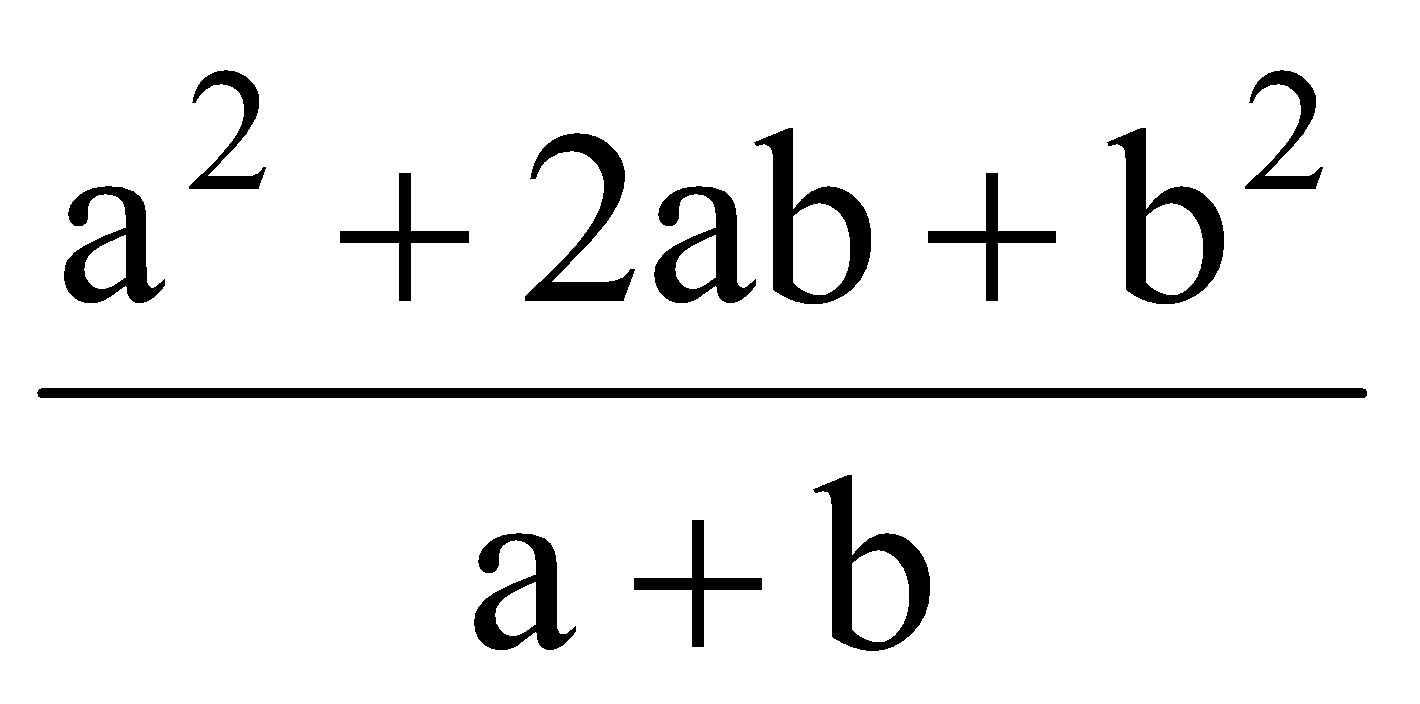 a² + 2ab + b²
a + b